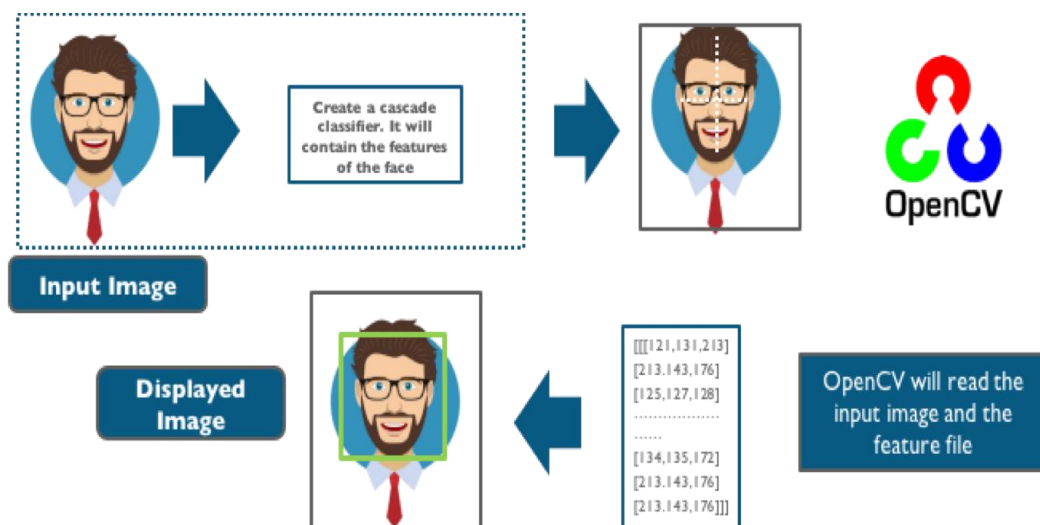 Create a cascade
classifier. It will
contain the features
of the face
OpenCV
Input Image
Displayed
Image
[[[121,131,213]
[213.143,176]
[125,127,128]
...................
......
[134,135,172]
[213.143,176]
[213.143,176]]]
OpenCV will read the
input image and the
feature file